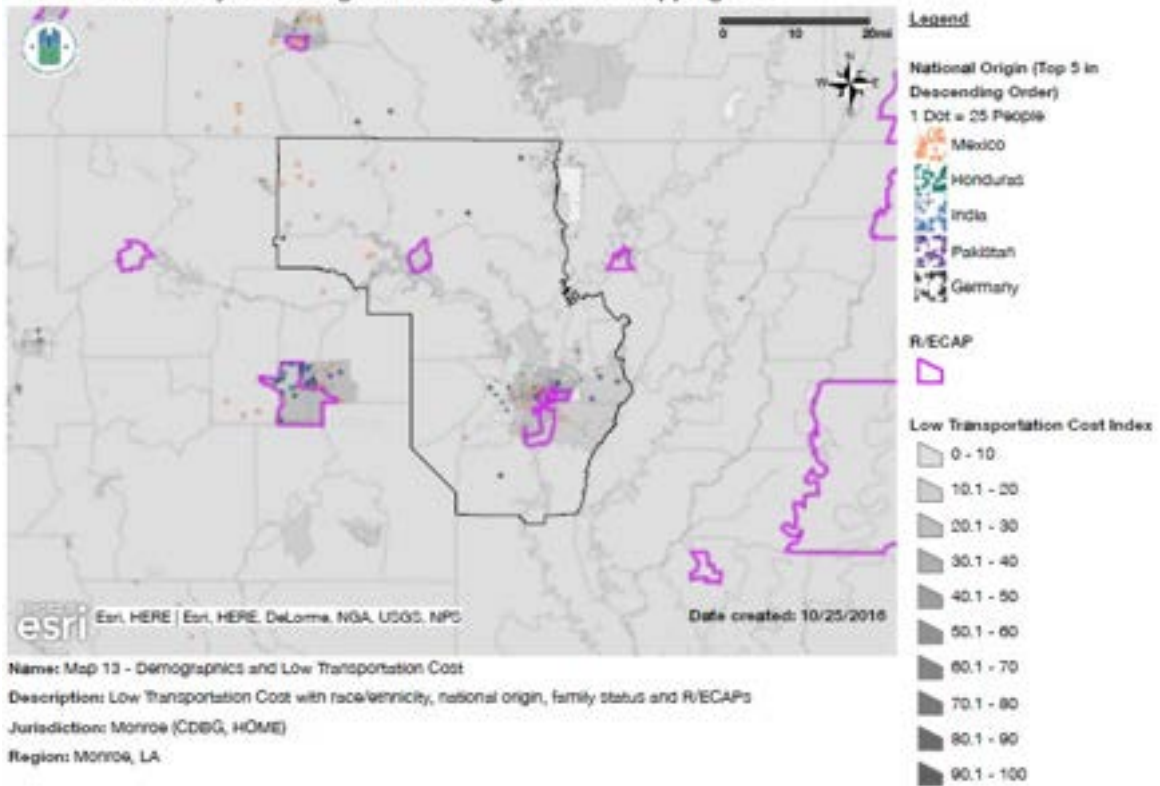 0 10 20mi
N
W E
S
Legend
National Origin (Top 5 in
Descending Order)
1 Dot = 25 People
Mexico
Honduras
India
Pakistan
Germany
R/ECAP
Low Transportation Cost Index
0 - 10
10.1 - 20
20.1 - 30
30.1 - 40
40.1 - 50
50.1 - 60
60.1 - 70
70.1 - 80
80.1 - 90
90.1 - 100
esri
Esri, HERE | Esri, HERE, DeLorme, NGA, USGS, NPS
Date created: 10/25/2016
Name: Map 13 - Demographics and Low Transportation Cost
Description: Low Transportation Cost with race/ethnicity, national origin, family status and R/ECAPs
Jurisdiction: Monroe (CDBG, HOME)
Region: Monroe, LA